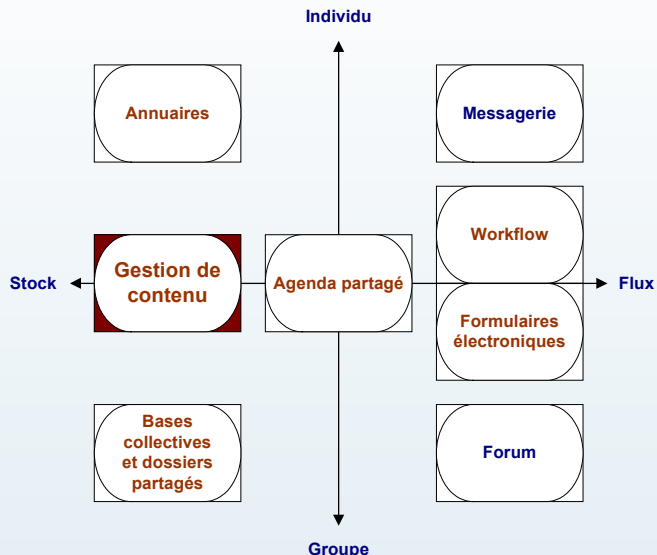 Individu
Annuaires
Messagerie
Workflow
Stock
Gestion de
contenu
Agenda partagé
Flux
Formulaires
électroniques
Bases
collectives
et dossiers
partagés
Forum
Groupe